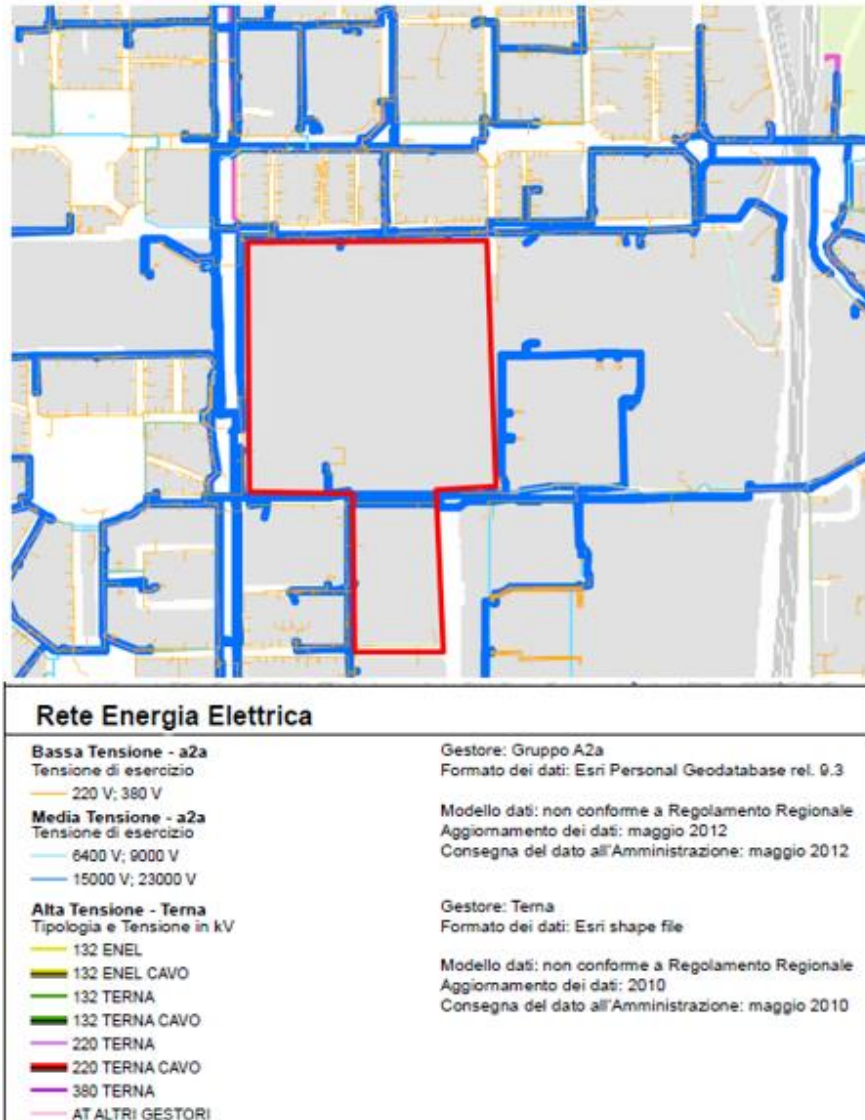 Rete Energia Elettrica
Bassa Tensione - a2a
Tensione di esercizio
220 V; 380 V
Media Tensione - a2a
Tensione di esercizio
6400 V; 9000 V
15000 V; 23000 V
Alta Tensione - Terna
Tipologia e Tensione in kV
132 ENEL
132 ENEL CAVO
132 TERNA
132 TERNA CAVO
220 TERNA
220 TERNA CAVO
380 TERNA
AT ALTRI GESTORI
Gestore: Gruppo A2a
Formato dei dati: Esri Personal Geodatabase rel. 9.3
Modello dati: non conforme a Regolamento Regionale
Aggiornamento dei dati: maggio 2012
Consegna del dato all'Amministrazione: maggio 2012
Gestore: Terna
Formato dei dati: Esri shape file
Modello dati: non conforme a Regolamento Regionale
Aggiornamento dei dati: 2010
Consegna del dato all'Amministrazione: maggio 2010